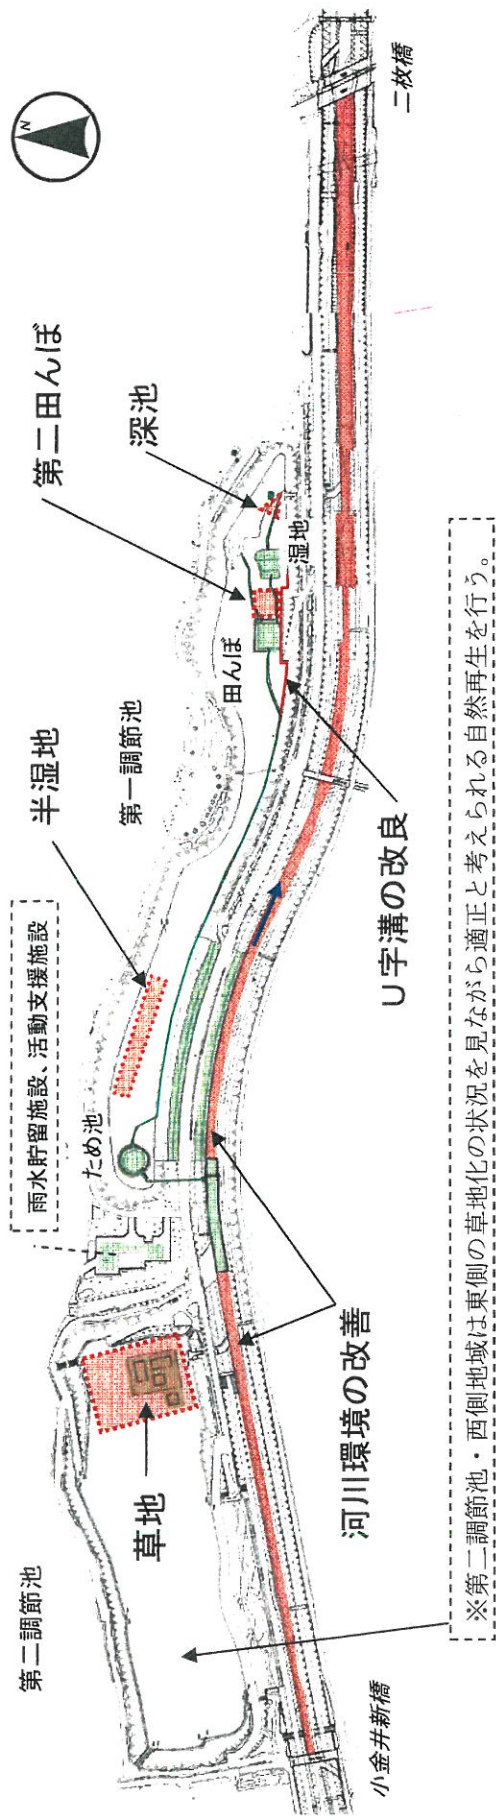 N
第二調節池
草地
雨水貯留施設、活動支援施設
ため池
半湿地
第一調節池
第二田んぼ
深池
田んぼ
湿地
二枚橋
小金井新橋
河川環境の改善
U字溝の改良
※第二調節池・西側地域は東側の草地化の状況を見ながら適正と考えられる自然再生を行う。